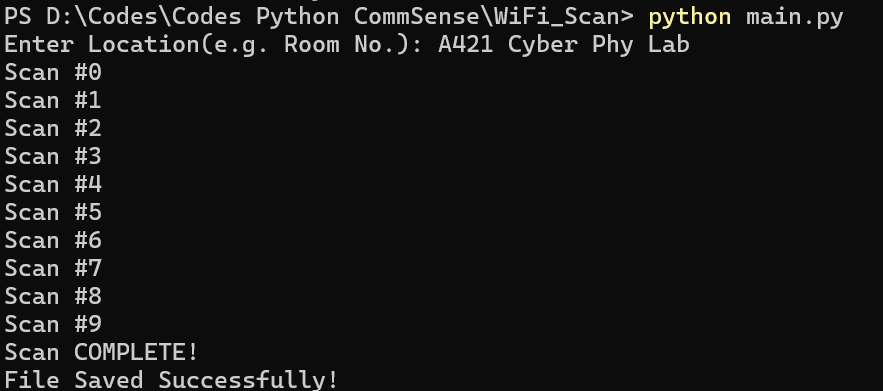 PS D:\Codes\Codes Python CommSense\WiFi_Scan> python main.py
Enter Location(e.g. Room No.): A421 Cyber Phy Lab
Scan #0
Scan #1
Scan #2
Scan #3
Scan #4
Scan #5
Scan #6
Scan #7
Scan #8
Scan #9
Scan COMPLETE!
File Saved Successfully!